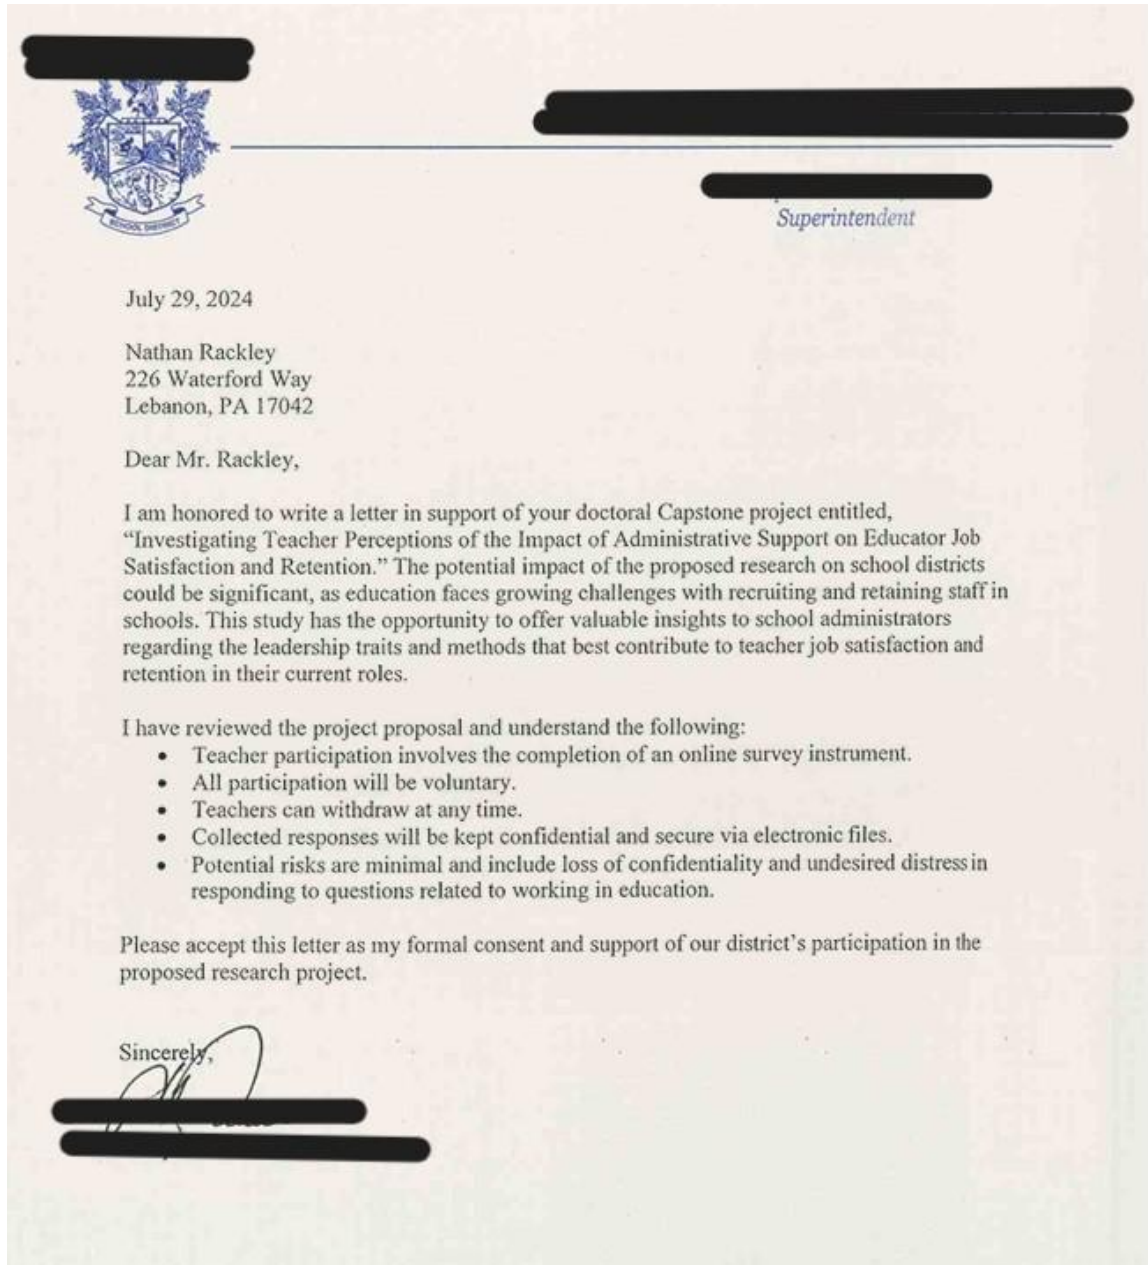 SCHOOL DISTRICT
Superintendent
July 29, 2024
Nathan Rackley
226 Waterford Way
Lebanon, PA 17042
Dear Mr. Rackley,
I am honored to write a letter in support of your doctoral Capstone project entitled,
“Investigating Teacher Perceptions of the Impact of Administrative Support on Educator Job
Satisfaction and Retention.” The potential impact of the proposed research on school districts
could be significant, as education faces growing challenges with recruiting and retaining staff in
schools. This study has the opportunity to offer valuable insights to school administrators
regarding the leadership traits and methods that best contribute to teacher job satisfaction and
retention in their current roles.
I have reviewed the project proposal and understand the following:
• Teacher participation involves the completion of an online survey instrument.
• All participation will be voluntary.
• Teachers can withdraw at any time.
• Collected responses will be kept confidential and secure via electronic files.
• Potential risks are minimal and include loss of confidentiality and undesired distress in
responding to questions related to working in education.
Please accept this letter as my formal consent and support of our district’s participation in the
proposed research project.
Sincerely,